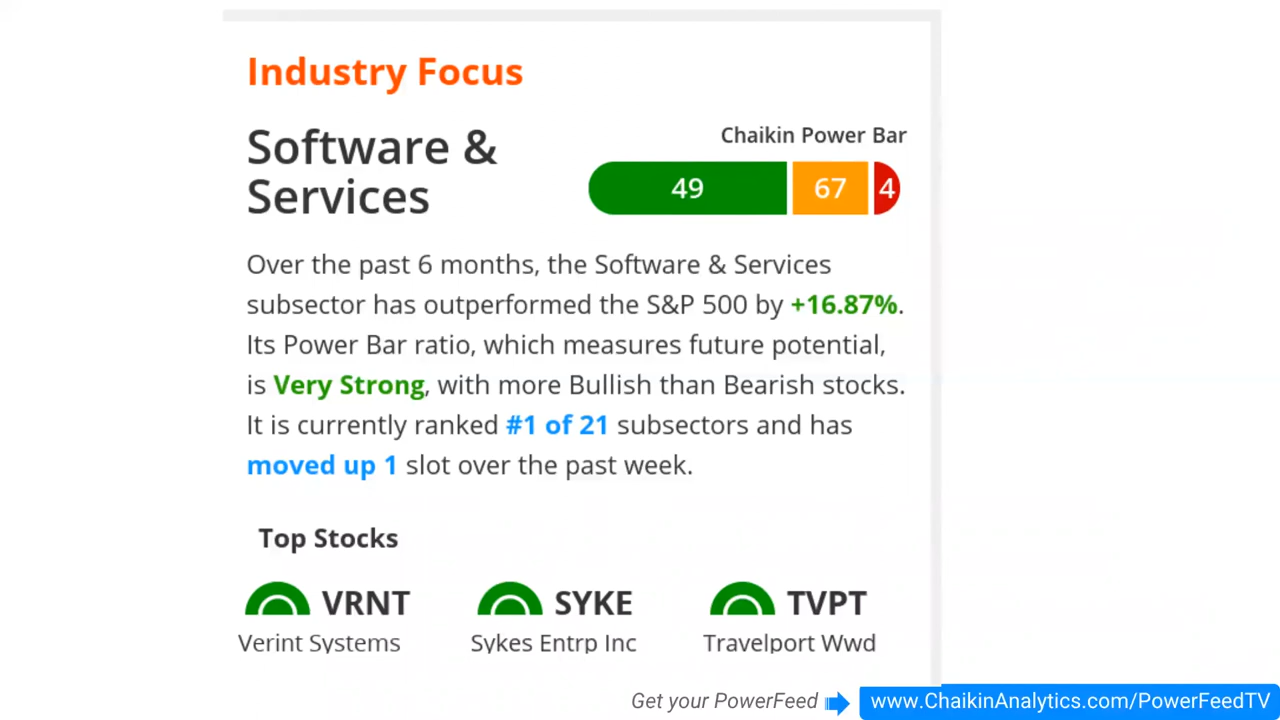 Industry Focus
Software &
Services
Chaikin Power Bar
49 67 4
Over the past 6 months, the Software & Services
subsector has outperformed the S&P 500 by +16.87%.
Its Power Bar ratio, which measures future potential,
is Very Strong, with more Bullish than Bearish stocks.
It is currently ranked #1 of 21 subsectors and has
moved up 1 slot over the past week.
Top Stocks
VRNT SYKE TVPT
Verint Systems Sykes Entrp Inc Travelport Wwd
Get your PowerFeed www.ChaikinAnalytics.com/PowerFeedTV